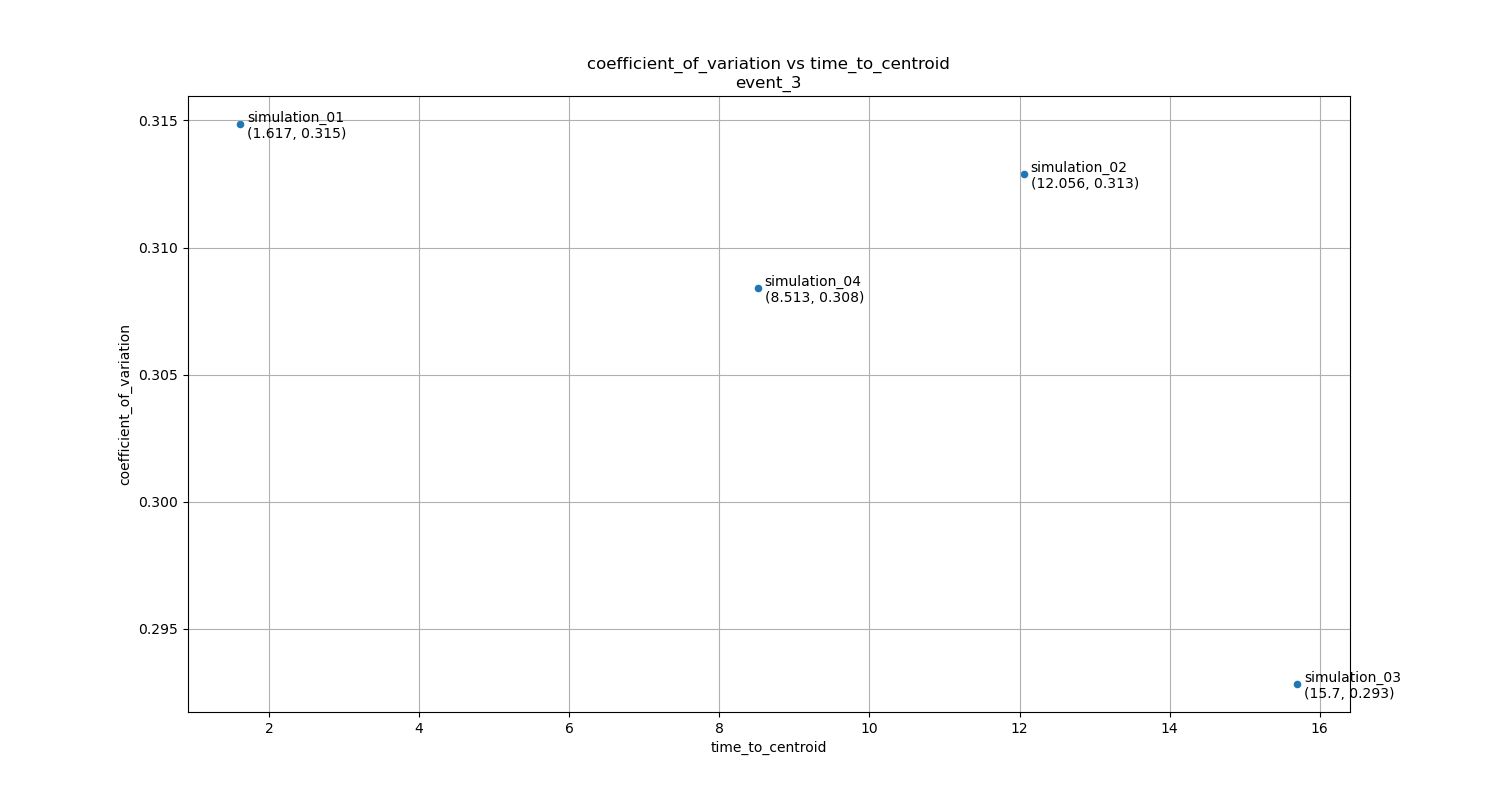 coefficient_of_variation vs time_to_centroid
event_3
coefficient_of_variation
0.315
0.310
0.305
0.300
0.295
simulation_01
(1.617, 0.315)
simulation_02
(12.056, 0.313)
simulation_04
(8.513, 0.308)
simulation_03
(15.7, 0.293)
2
4
6
8
10
12
14
16
time_to_centroid